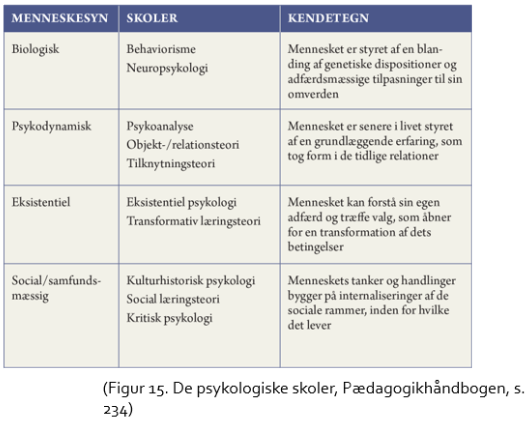 MENNESKESYN SKOLER KENDETEGN
Biologisk
Behaviorisme
Neuropsykologi
Mennesket er styret af en blan-
ding af genetiske dispositioner og
adfærdsmæssige tilpasninger til sin
omverden
Psykodynamisk
Psykoanalyse
Objekt-/relationsteori
Tilknytningsteori
Mennesket er senere i livet styret
af en grundlæggende erfaring, som
tog form i de tidlige relationer
Eksistentiel
Eksistentiel psykologi
Transformativ læringsteori
Mennesket kan forstå sin egen
adfærd og træffe valg, som åbner
for en transformation af dets
betingelser
Social/samfunds-
mæssig
Kulturhistorisk psykologi
Social læringsteori
Kritisk psykologi
Menneskets tanker og handlinger
bygger på internaliseringer af de
sociale rammer, inden for hvilke
det lever
(Figur 15. De psykologiske skoler, Pædagogikhåndbogen, s.
234)